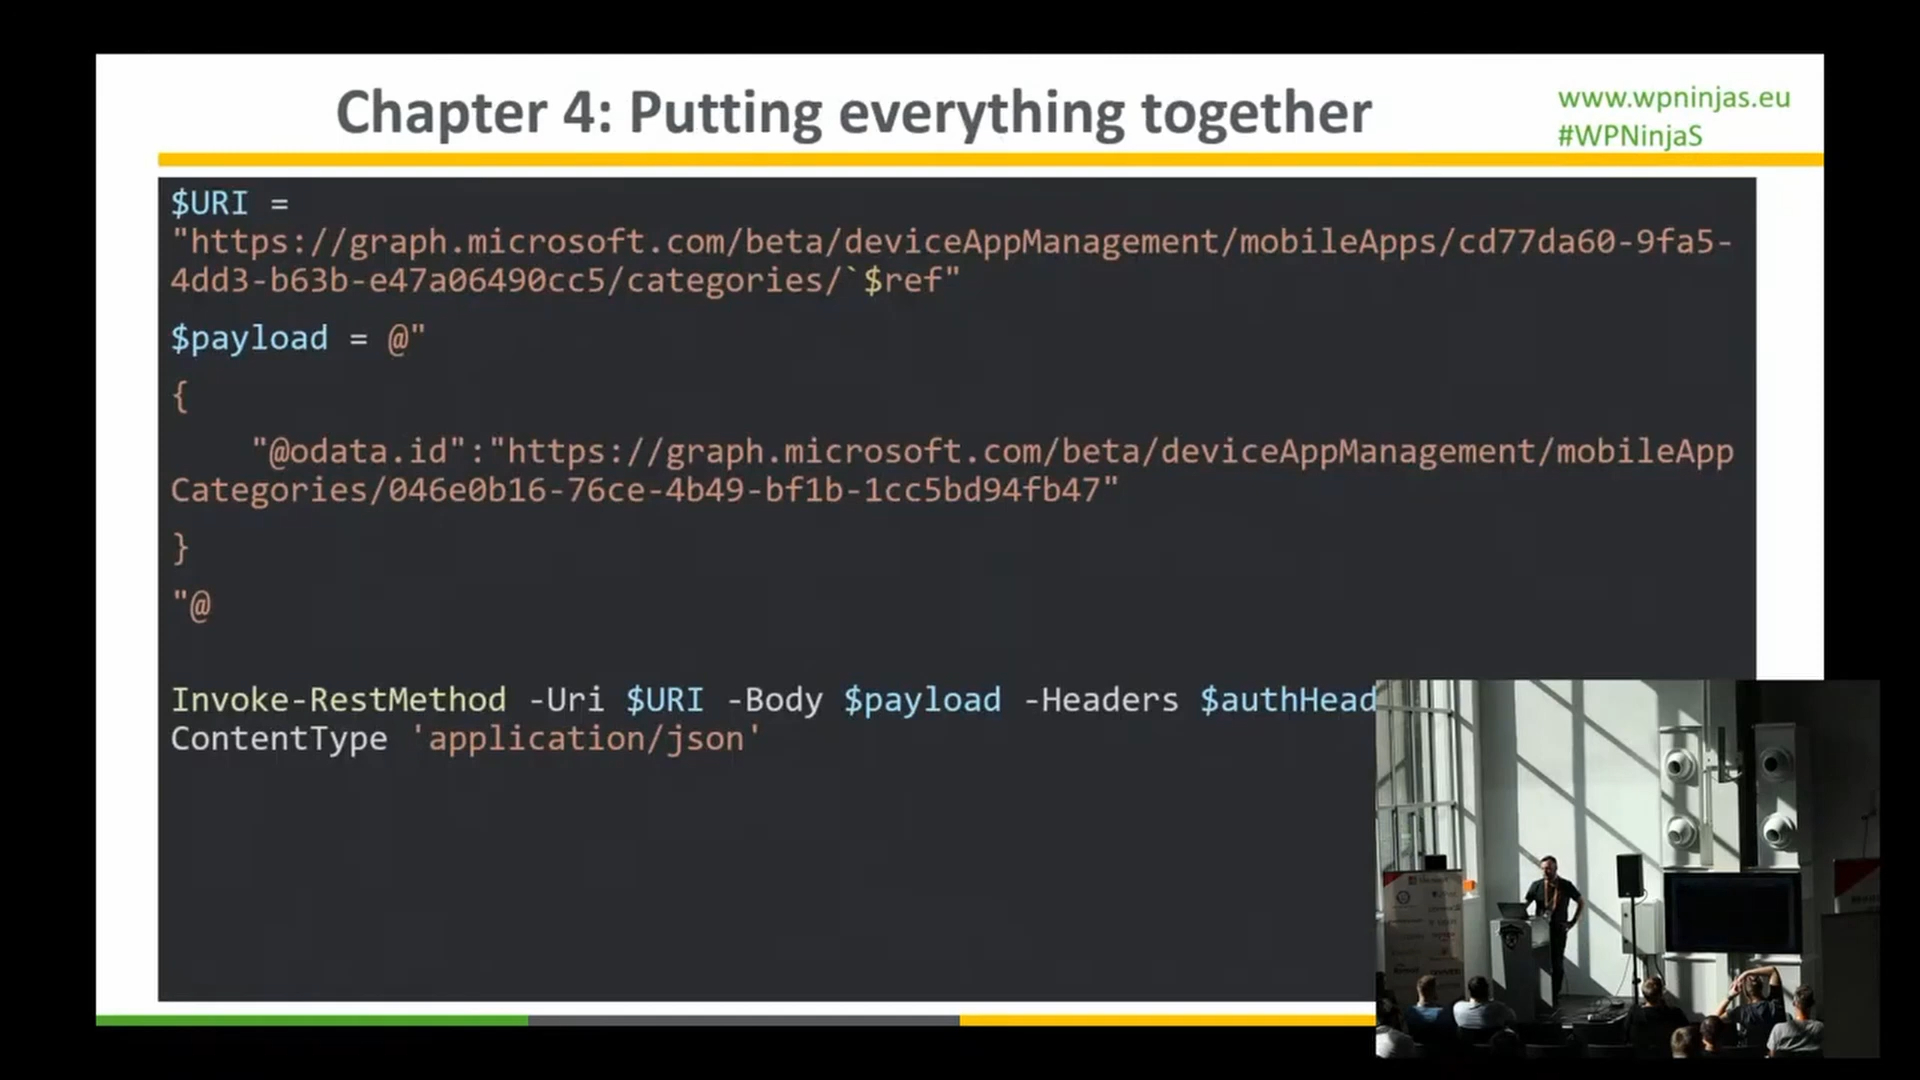 Chapter 4: Putting everything together
www.wpninjas.eu
#WPNinjaS
$URI =
"https://graph.microsoft.com/beta/deviceAppManagement/mobileApps/cd77da60-9fa5-
4dd3-b63b-e47a06490cc5/categories/`$ref"
$payload = @"
{
"@odata.id":"https://graph.microsoft.com/beta/deviceAppManagement/mobileApp
Categories/046e0b16-76ce-4b49-bf1b-1cc5bd94fb47"
}
"@
Invoke-RestMethod -Uri $URI -Body $payload -Headers $authHead
ContentType 'application/json'